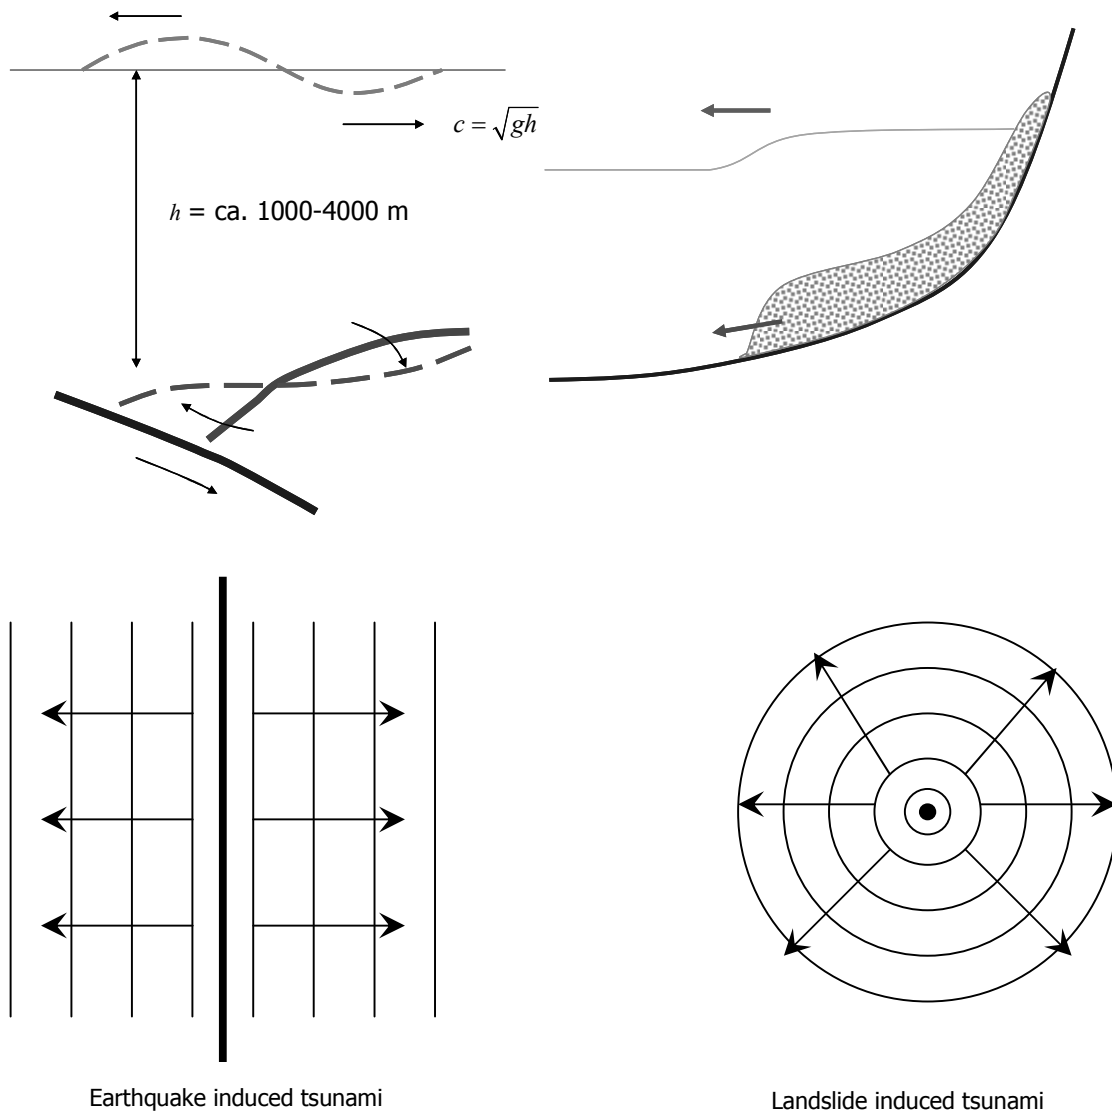 c = √gh
h = ca. 1000-4000 m
Earthquake induced tsunami
Landslide induced tsunami